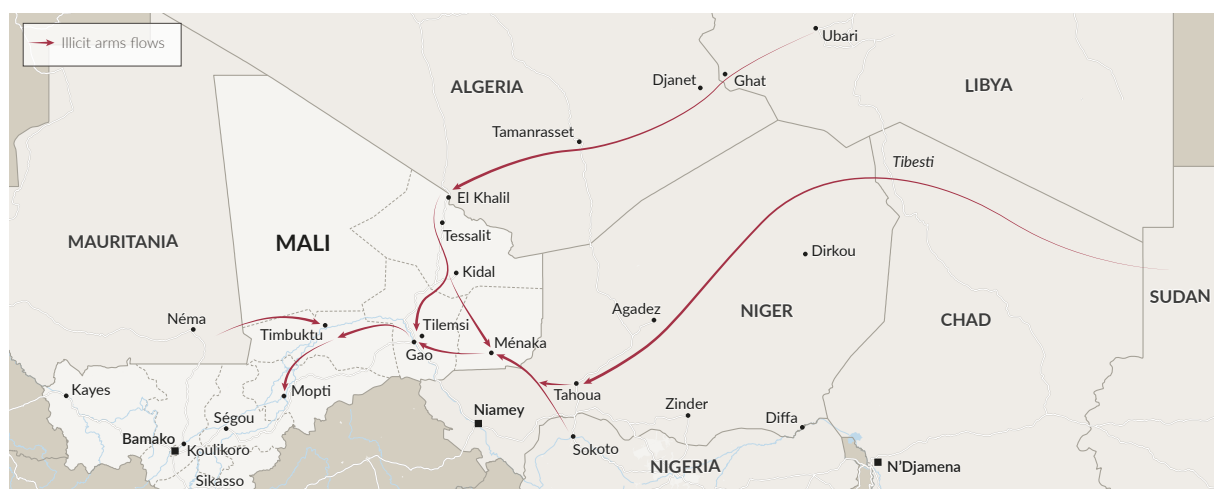 Illicit arms flows
Ubari
Djanet
Ghat
ALGERIA
LIBYA
Tamanrasset
Tibesti
El Khalil
MAURITANIA
MALI
Tessalit
Dirkou
Kidal
SUDAN
Agadez
NIGER
CHAD
Néma
Timbuktu
Tilemsi
Gao
Ménaka
Kayes
Mopti
Tahoua
Niamey
Zinder
Diffa
Ségou
Bamako
Koulikoro
Sokoto
NIGERIA
N'Djamena
Sikasso